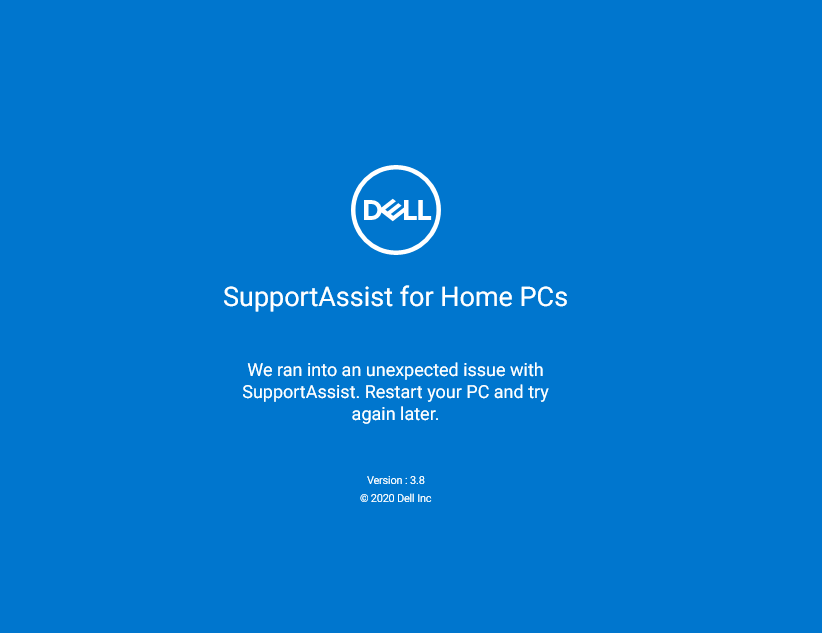 DELL
SupportAssist for Home PCs
We ran into an unexpected issue with
SupportAssist. Restart your PC and try
again later.
Version : 3.8
© 2020 Dell Inc